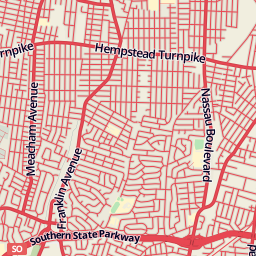 Turnpike
Hempstead Turnpike
Meacham Avenue
Nassau Boulevard
Franklin Avenue
Southern State Parkway
SO